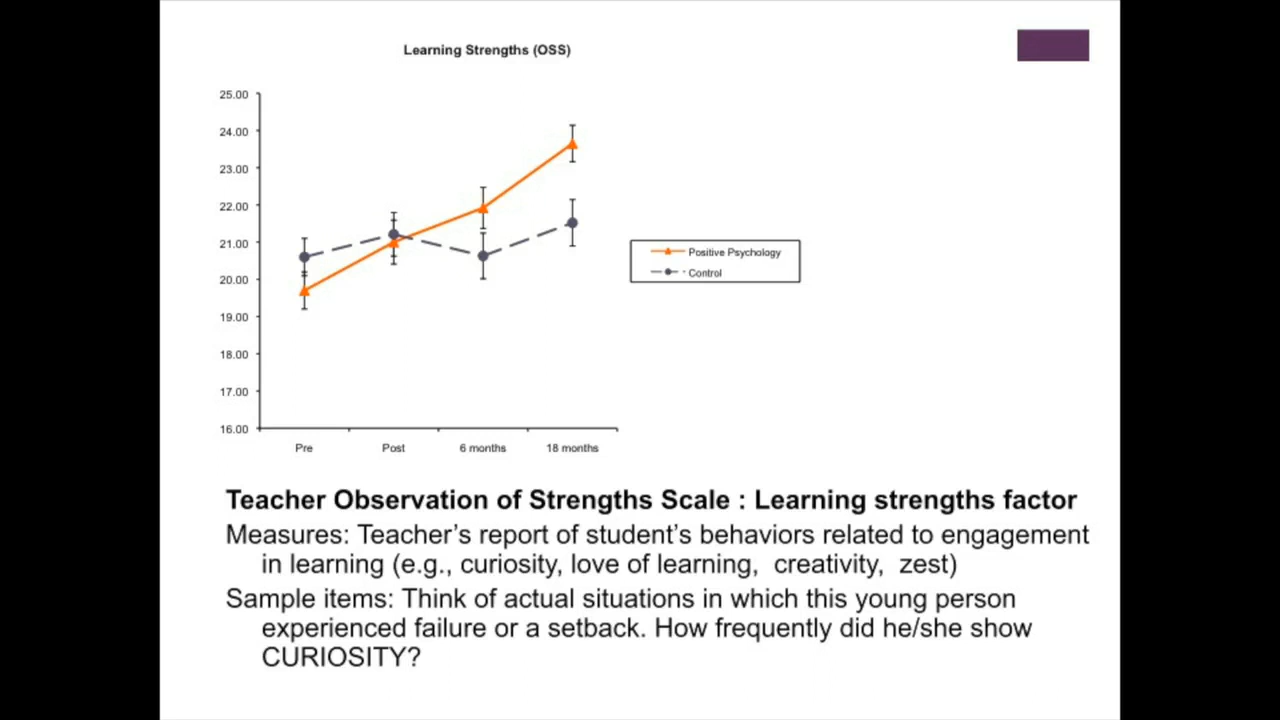 Learning Strengths (OSS)
25.00
24.00
23.00
22.00
21.00
20.00
19.00
18.00
17.00
16.00
Pre
Post
6 months
18 months
Positive Psychology
Control
Teacher Observation of Strengths Scale : Learning strengths factor
Measures: Teacher’s report of student’s behaviors related to engagement
in learning (e.g., curiosity, love of learning, creativity, zest)
Sample items: Think of actual situations in which this young person
experienced failure or a setback. How frequently did he/she show
CURIOSITY?